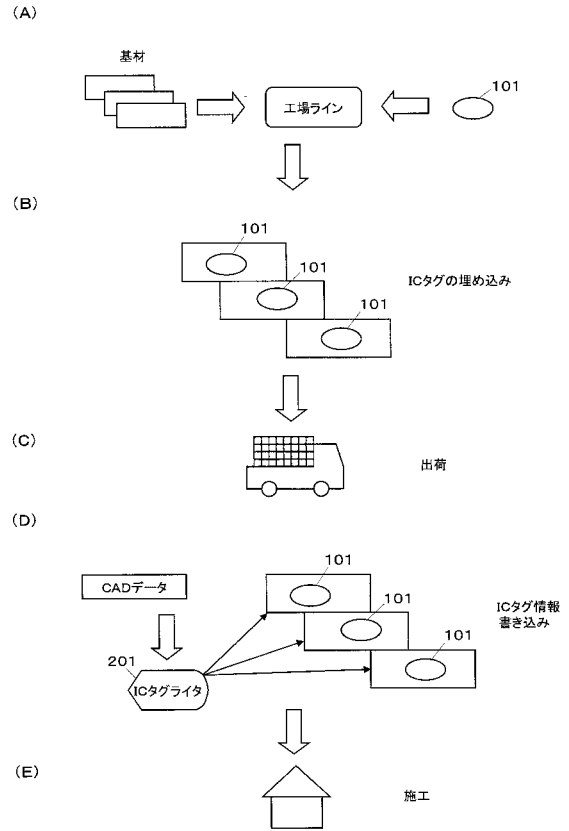 (A)
基材
101
工場ライン
(B)
101
101
ICタグの埋め込み
101
(C)
出荷
(D)
101
CADデータ
101
ICタグ情報
書き込み
101
201
ICタグライタ
(E)
施工